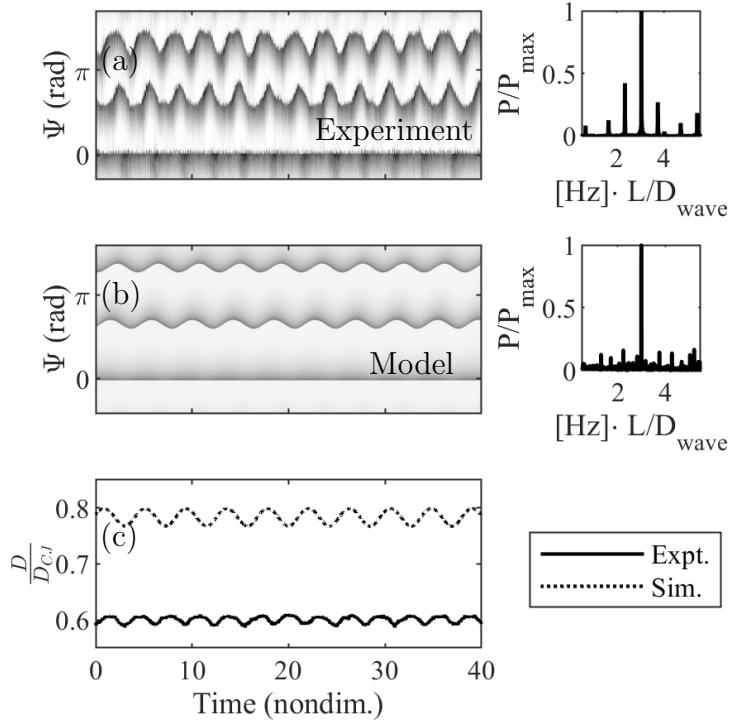 Ψ (rad)
π
0
(a)
Experiment
P/P_max
1
0.5
0
2 4
[Hz]· L/D_wave
Ψ (rad)
π
0
(b)
Model
P/P_max
1
0.5
0
2 4
[Hz]· L/D_wave
D/D_CJ
0.8
0.7
0.6
(c)
0 10 20 30 40
Time (nondim.)
Expt.
Sim.